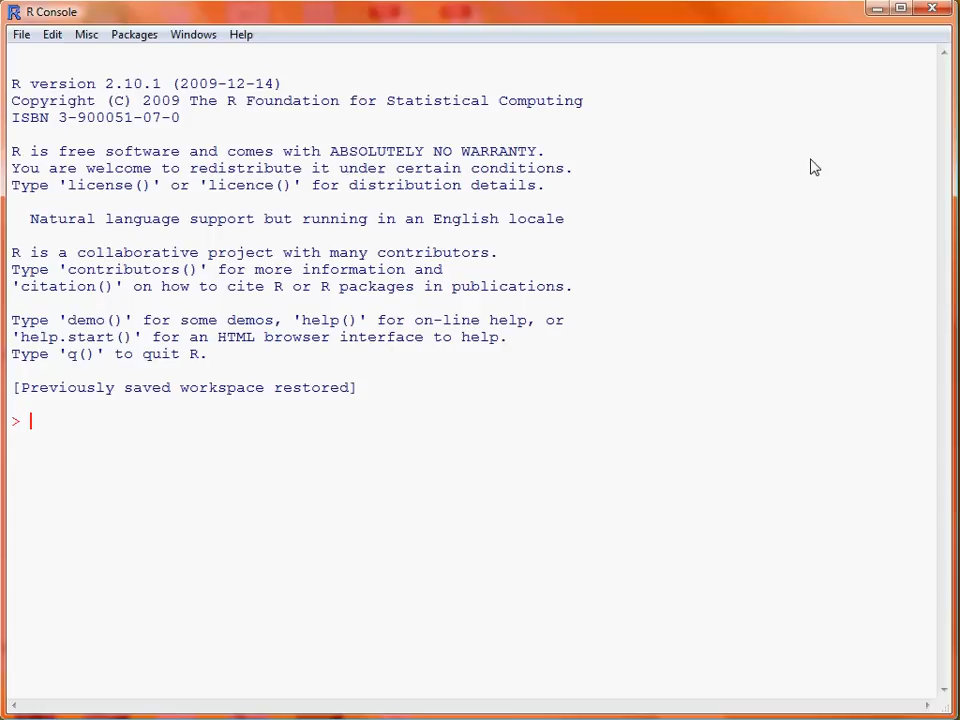 R Console
File Edit Misc Packages Windows Help
R version 2.10.1 (2009-12-14)
Copyright (C) 2009 The R Foundation for Statistical Computing
ISBN 3-900051-07-0
R is free software and comes with ABSOLUTELY NO WARRANTY.
You are welcome to redistribute it under certain conditions.
Type 'license()' or 'licence()' for distribution details.
Natural language support but running in an English locale
R is a collaborative project with many contributors.
Type 'contributors()' for more information and
'citation()' on how to cite R or R packages in publications.
Type 'demo()' for some demos, 'help()' for on-line help, or
'help.start()' for an HTML browser interface to help.
Type 'q()' to quit R.
[Previously saved workspace restored]
>